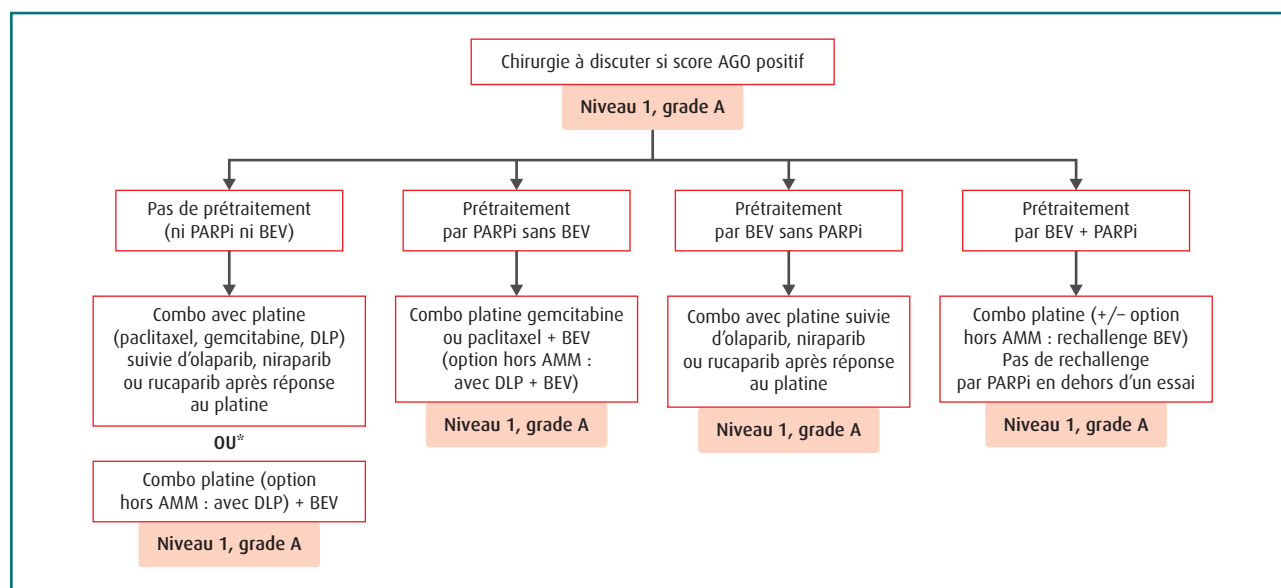 Chirurgie à discuter si score AGO positif
Niveau 1, grade A
Pas de prétraitement
(ni PARPi ni BEV)
Combo avec platine
(paclitaxel, gemcitabine, DLP)
suivie d’olaparib, niraparib
ou rucaparib après réponse
au platine
OU*
Combo platine (option
hors AMM : avec DLP) + BEV
Niveau 1, grade A
Prétraitement
par PARPi sans BEV
Combo platine gemcitabine
ou paclitaxel + BEV
(option hors AMM :
avec DLP + BEV)
Niveau 1, grade A
Prétraitement
par BEV sans PARPi
Combo avec platine suivie
d’olaparib, niraparib
ou rucaparib après réponse
au platine
Niveau 1, grade A
Prétraitement
par BEV + PARPi
Combo platine (+/− option
hors AMM : rechallenge BEV)
Pas de rechallenge
par PARPi en dehors d’un essai
Niveau 1, grade A